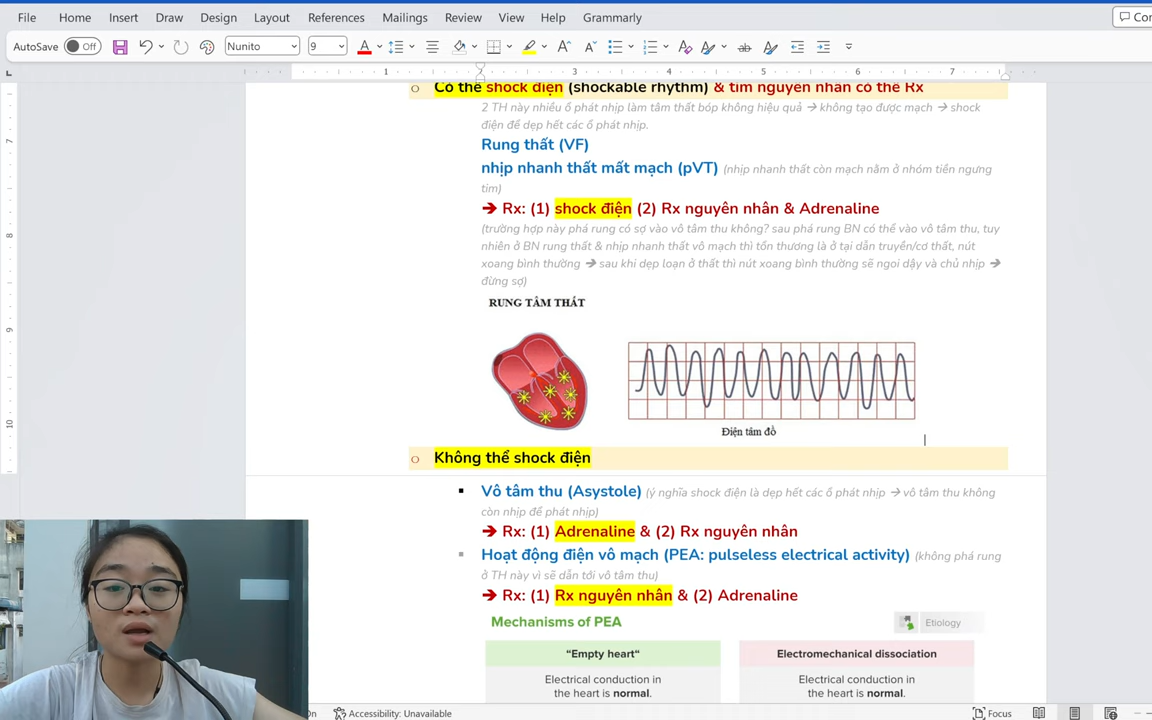 File Home Insert Draw Design Layout References Mailings Review View Help Grammarly
AutoSave Off Nunito 9
1 2 3 4 5 6 7
Có thể shock điện (shockable rhythm) & tìm nguyên nhân có thể Rx
2 TH này nhiều ổ phát nhịp làm tâm thất bóp không hiệu quả → không tạo được mạch → shock
điện để dẹp hết các ổ phát nhịp.
Rung thất (VF)
nhịp nhanh thất mất mạch (pVT) (nhịp nhanh thất còn mạch nằm ở nhóm tiền ngưng
tim)
→ Rx: (1) shock điện (2) Rx nguyên nhân & Adrenaline
(trường hợp này phá rung có sợ vào vô tâm thu không? sau phá rung BN có thể vào vô tâm thu, tuy
nhiên ở BN rung thất & nhịp nhanh thất vô mạch thì tổn thương là ở tại dẫn truyền/cơ thất, nút
xoang bình thường → sau khi dẹp loạn ở thất thì nút xoang bình thường sẽ ngoi dậy và chủ nhịp →
đừng sợ)
RUNG TÂM THẤT
Điện tâm đồ
o Không thể shock điện
Vô tâm thu (Asystole) (ý nghĩa shock điện là dẹp hết các ổ phát nhịp → vô tâm thu không
còn nhịp để phát nhịp)
→ Rx: (1) Adrenaline & (2) Rx nguyên nhân
Hoạt động điện vô mạch (PEA: pulseless electrical activity) (không phá rung
ở TH này vì sẽ dẫn tới vô tâm thu)
→ Rx: (1) Rx nguyên nhân & (2) Adrenaline
Mechanisms of PEA Etiology
"Empty heart" Electromechanical dissociation
Electrical conduction in Electrical conduction in
the heart is normal. the heart is normal.
Accessibility: Unavailable Focus
7
8
9
10